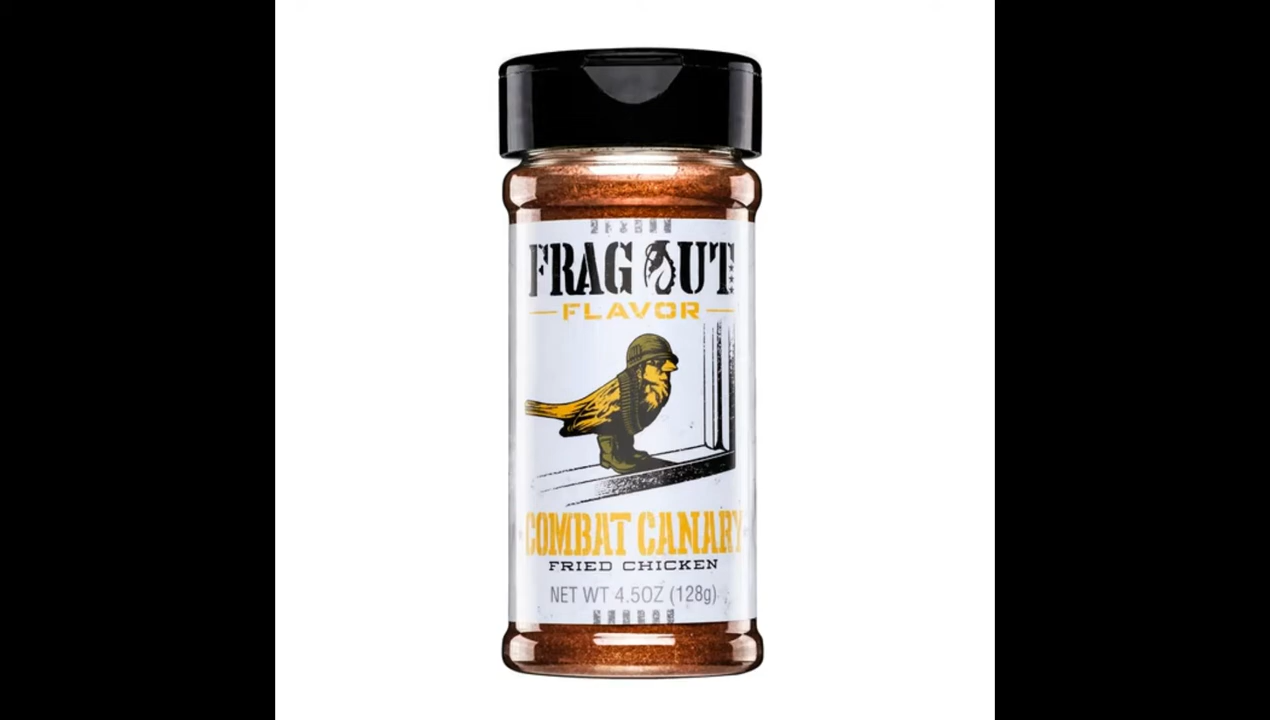 FRAG OUT
FLAVOR
COMBAT CANARY
FRIED CHICKEN
NET WT 4.5OZ (128g)